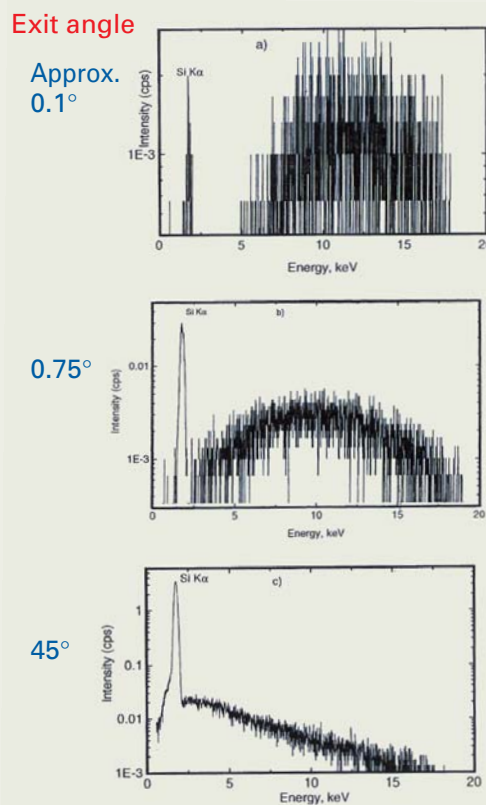 Exit angle
Approx.
0.1°
a)
Si Kα
Intensity (cps)
1E-3
0 5 10 15 20
Energy, keV
0.75°
Si Kα
b)
Intensity (cps)
0.01
1E-3
0 5 10 15 20
Energy, keV
45°
Si Kα
c)
Intensity (cps)
1
0.1
0.01
1E-3
0 5 10 15 20
Energy, keV